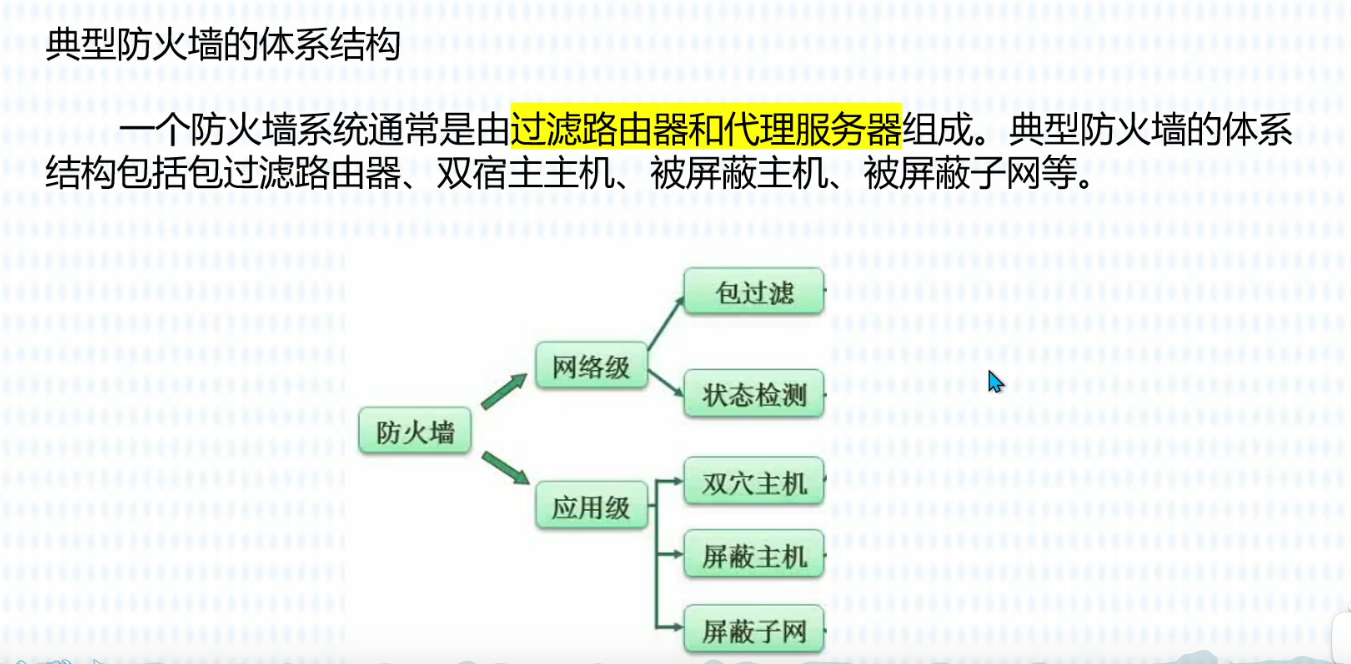 典型防火墙的体系结构
一个防火墙系统通常是由过滤路由器和代理服务器组成。典型防火墙的体系
结构包括包过滤路由器、双宿主主机、被屏蔽主机、被屏蔽子网等。
包过滤
网络级
状态检测
防火墙
双穴主机
应用级
屏蔽主机
屏蔽子网